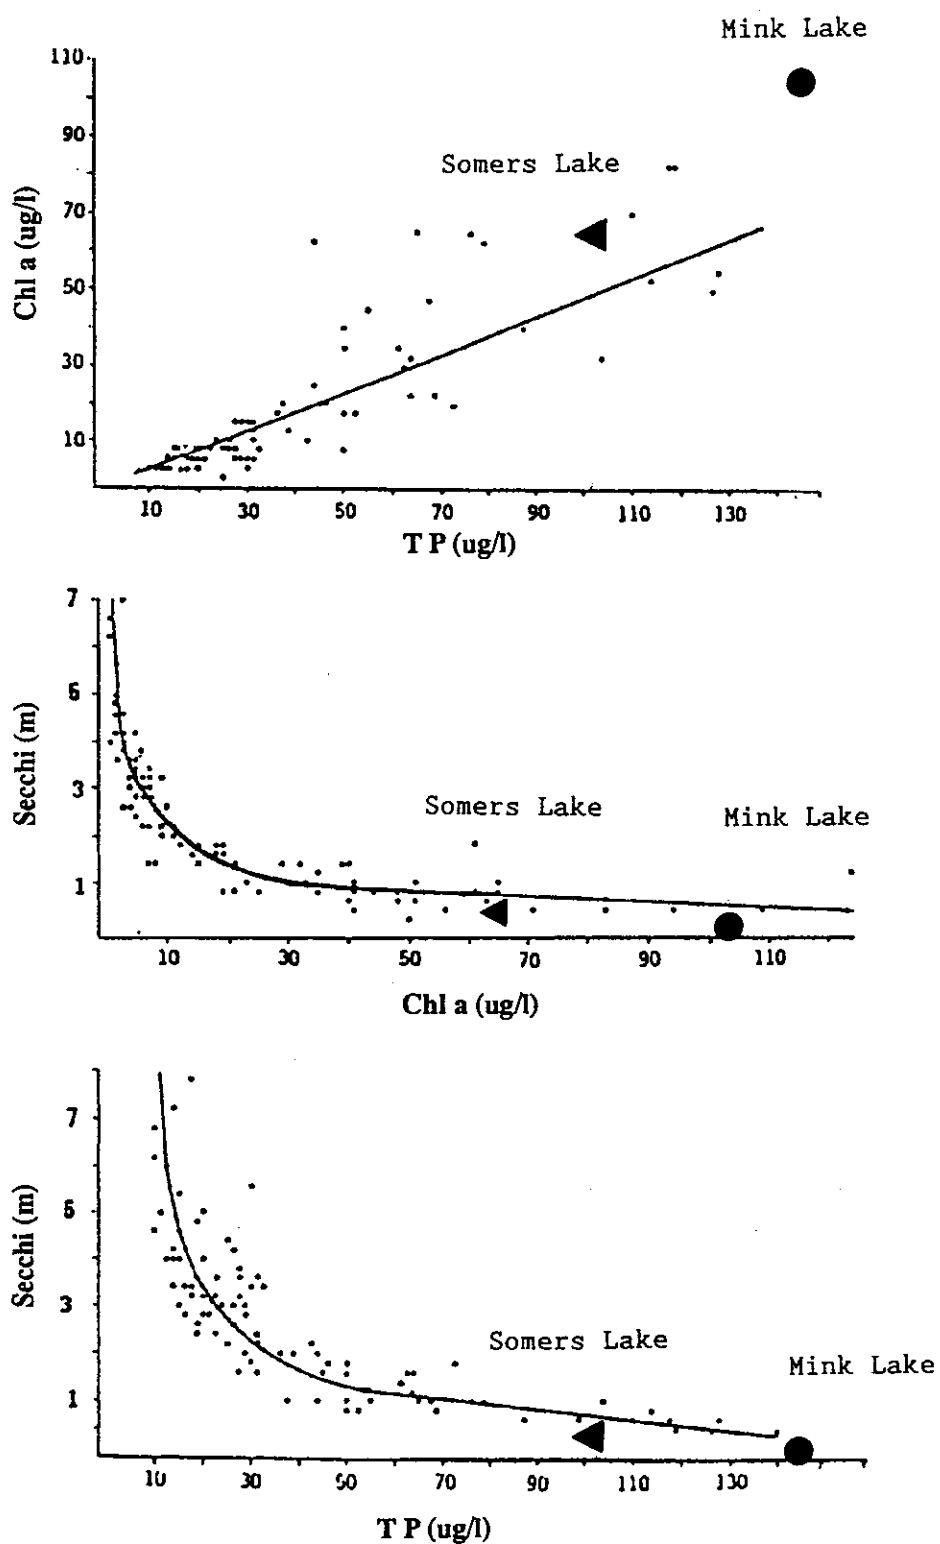 Mink Lake
110
90
70
50
30
10
Chl a (ug/l)
Somers Lake
10 30 50 70 90 110 130
T P (ug/l)
7
5
3
1
Secchi (m)
Somers Lake
Mink Lake
10 30 50 70 90 110
Chl a (ug/l)
7
5
3
1
Secchi (m)
Somers Lake
Mink Lake
10 30 50 70 90 110 130
T P (ug/l)